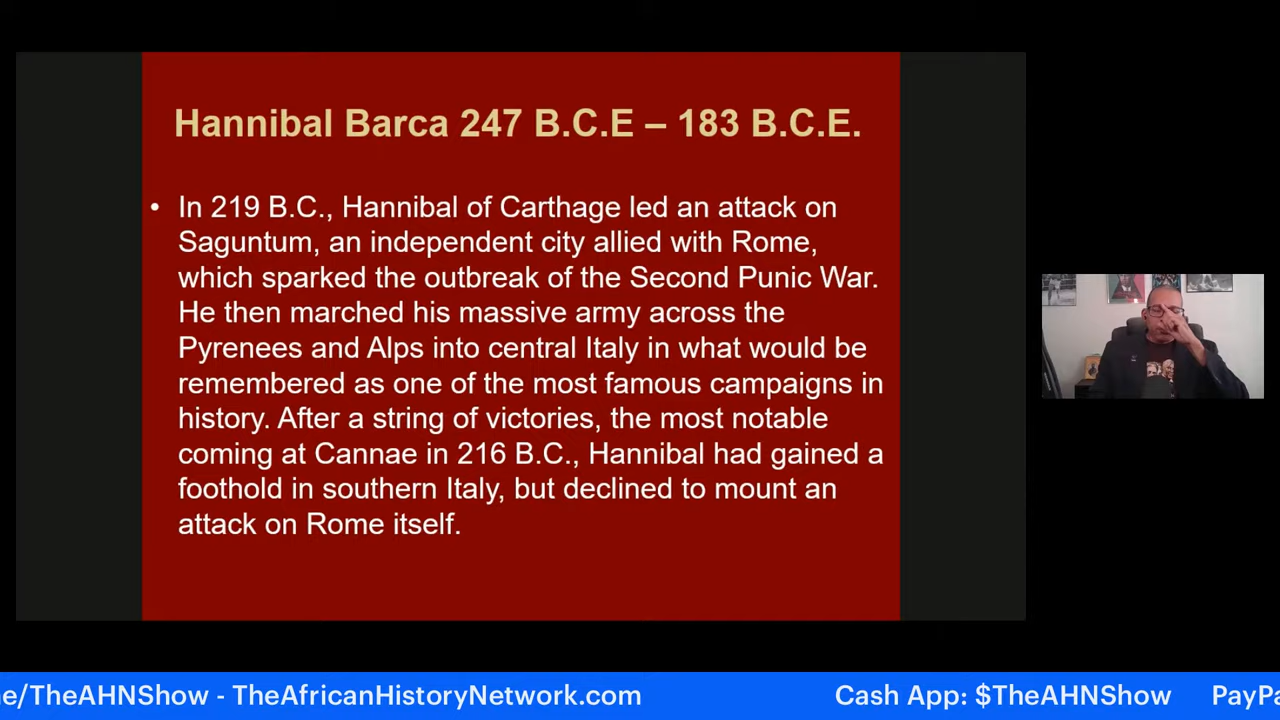 Hannibal Barca 247 B.C.E – 183 B.C.E.
• In 219 B.C., Hannibal of Carthage led an attack on
Saguntum, an independent city allied with Rome,
which sparked the outbreak of the Second Punic War.
He then marched his massive army across the
Pyrenees and Alps into central Italy in what would be
remembered as one of the most famous campaigns in
history. After a string of victories, the most notable
coming at Cannae in 216 B.C., Hannibal had gained a
foothold in southern Italy, but declined to mount an
attack on Rome itself.
e/TheAHNShow - TheAfricanHistoryNetwork.com Cash App: $TheAHNShow PayPa